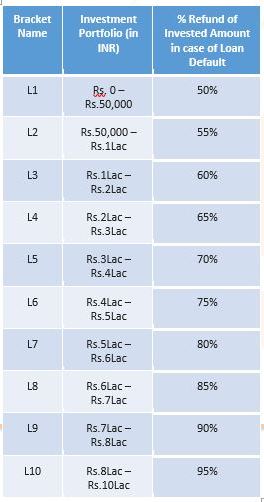 Bracket Name | Investment Portfolio (in INR) | % Refund of Invested Amount in case of Loan Default
L1 | Rs. 0 – Rs.50,000 | 50%
L2 | Rs.50,000 – Rs.1Lac | 55%
L3 | Rs.1Lac – Rs.2Lac | 60%
L4 | Rs.2Lac – Rs.3Lac | 65%
L5 | Rs.3Lac – Rs.4Lac | 70%
L6 | Rs.4Lac – Rs.5Lac | 75%
L7 | Rs.5Lac – Rs.6Lac | 80%
L8 | Rs.6Lac – Rs.7Lac | 85%
L9 | Rs.7Lac – Rs.8Lac | 90%
L10 | Rs.8Lac – Rs.10Lac | 95%